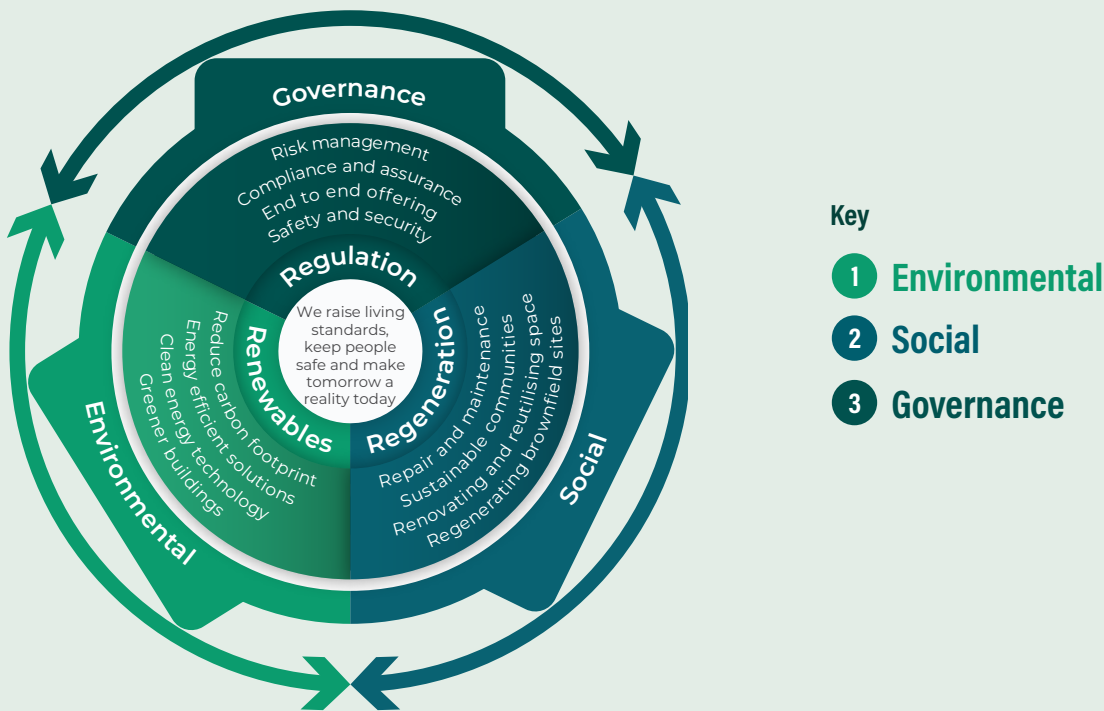 Governance
Risk management
Compliance and assurance
End to end offering
Safety and security
Regulation
We raise living
standards,
keep people
safe and make
tomorrow a
reality today
Renewables
Reduce carbon footprint
Energy efficient solutions
Clean energy technology
Greener buildings
Environmental
Regeneration
Repair and maintenance
Sustainable communities
Renovating and reutilising space
Regenerating brownfield sites
Social
Key
1 Environmental
2 Social
3 Governance